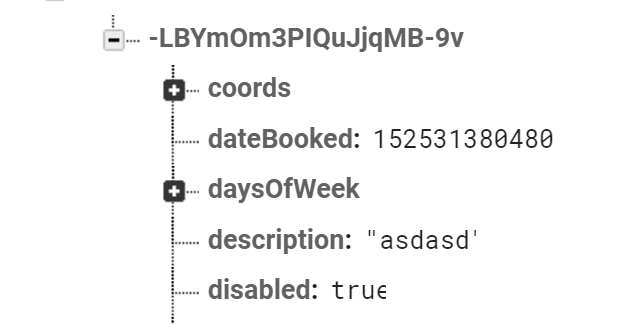 -LBYmOm3PIQuJjqMB-9v
coords
dateBooked: 152531380480
daysOfWeek
description: "asdasd'
disabled: true